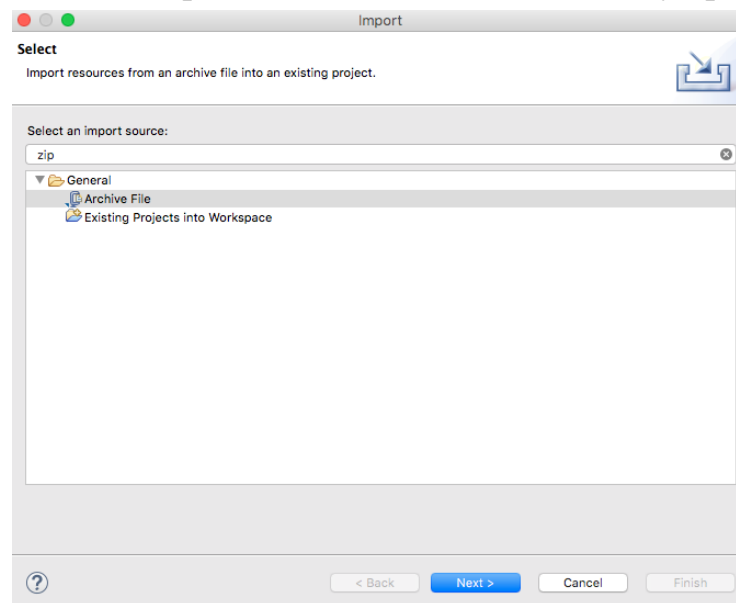 Import
Select
Import resources from an archive file into an existing project.
Select an import source:
zip
General
Archive File
Existing Projects into Workspace
?
< Back
Next >
Cancel
Finish